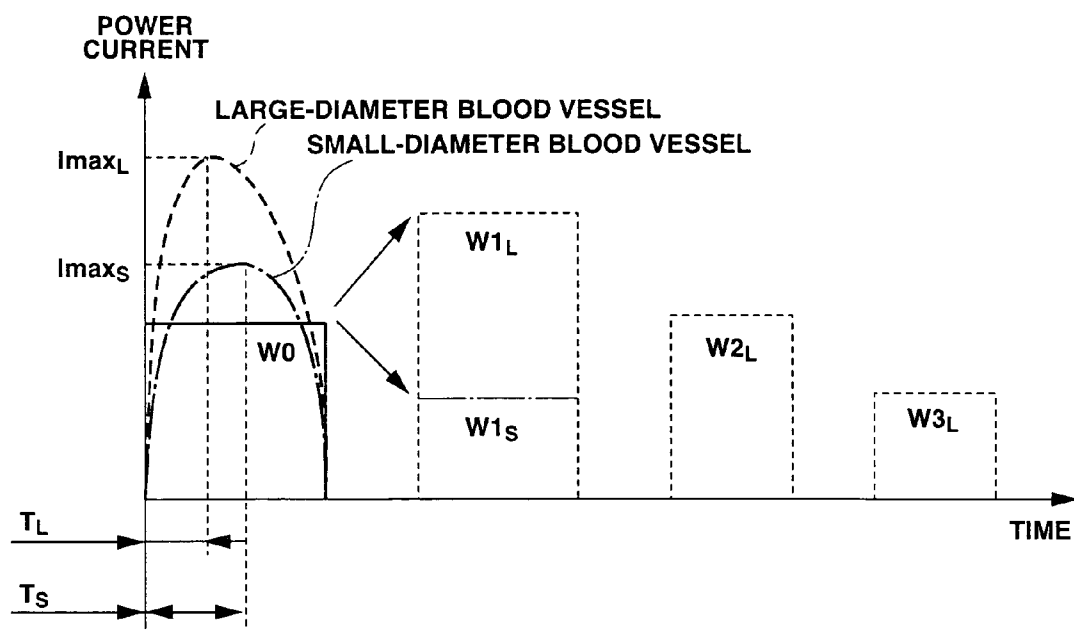 POWER
CURRENT
LARGE-DIAMETER BLOOD VESSEL
SMALL-DIAMETER BLOOD VESSEL
ImaxL
ImaxS
W0
W1L
W1S
W2L
W3L
TIME
TL
TS